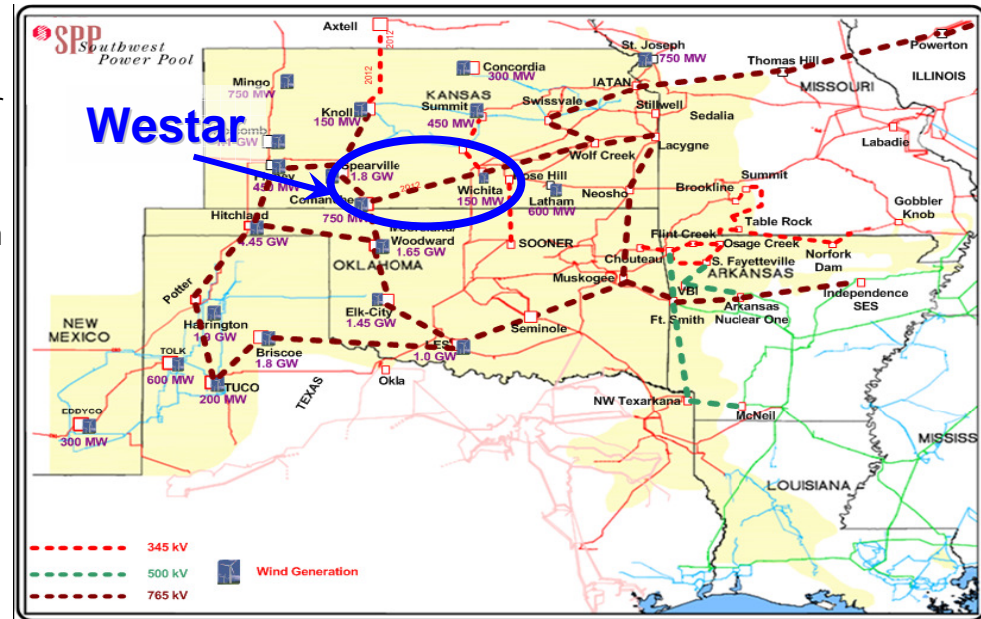 SPP Southwest
Power Pool
Axtell
2012
2012
St. Joseph
750 MW
Powerton
Thomas Hill
ILLINOIS
MISSOURI
Concordia
300 MW
IATAN
Mingo
750 MW
KANSAS
Knoll
150 MW
Summit
450 MW
Swissvale
Stillwell
Sedalia
Westar
Labadie
Lacygne
Wolf Creek
Spearville
1.8 GW
450 MW
2012
Wichita
150 MW
Rose Hill
Latham
600 MW
Neosho
Brookline
Summit
Comanche
750 MW
Gobbler
Knob
Table Rock
Hitchland
4.45 GW
Woodward
1.65 GW
OKLAHOMA
SOONER
Flint Creek
Osage Creek
Chouteau
S. Fayetteville
Norfork
Dam
ARKANSAS
Muskogee
Potter
VBI
Ft. Smith
Arkansas
Nuclear One
Independence
SES
Elk-City
1.45 GW
Harrington
1.0 GW
Seminole
NEW
MEXICO
TOLK
600 MW
Briscoe
1.8 GW
LES
1.0 GW
Okla
TUCO
200 MW
TEXAS
EDDYCO
300 MW
NW Texarkana
McNeil
MISSISS
LOUISIANA
345 kV
500 kV
765 kV
Wind Generation